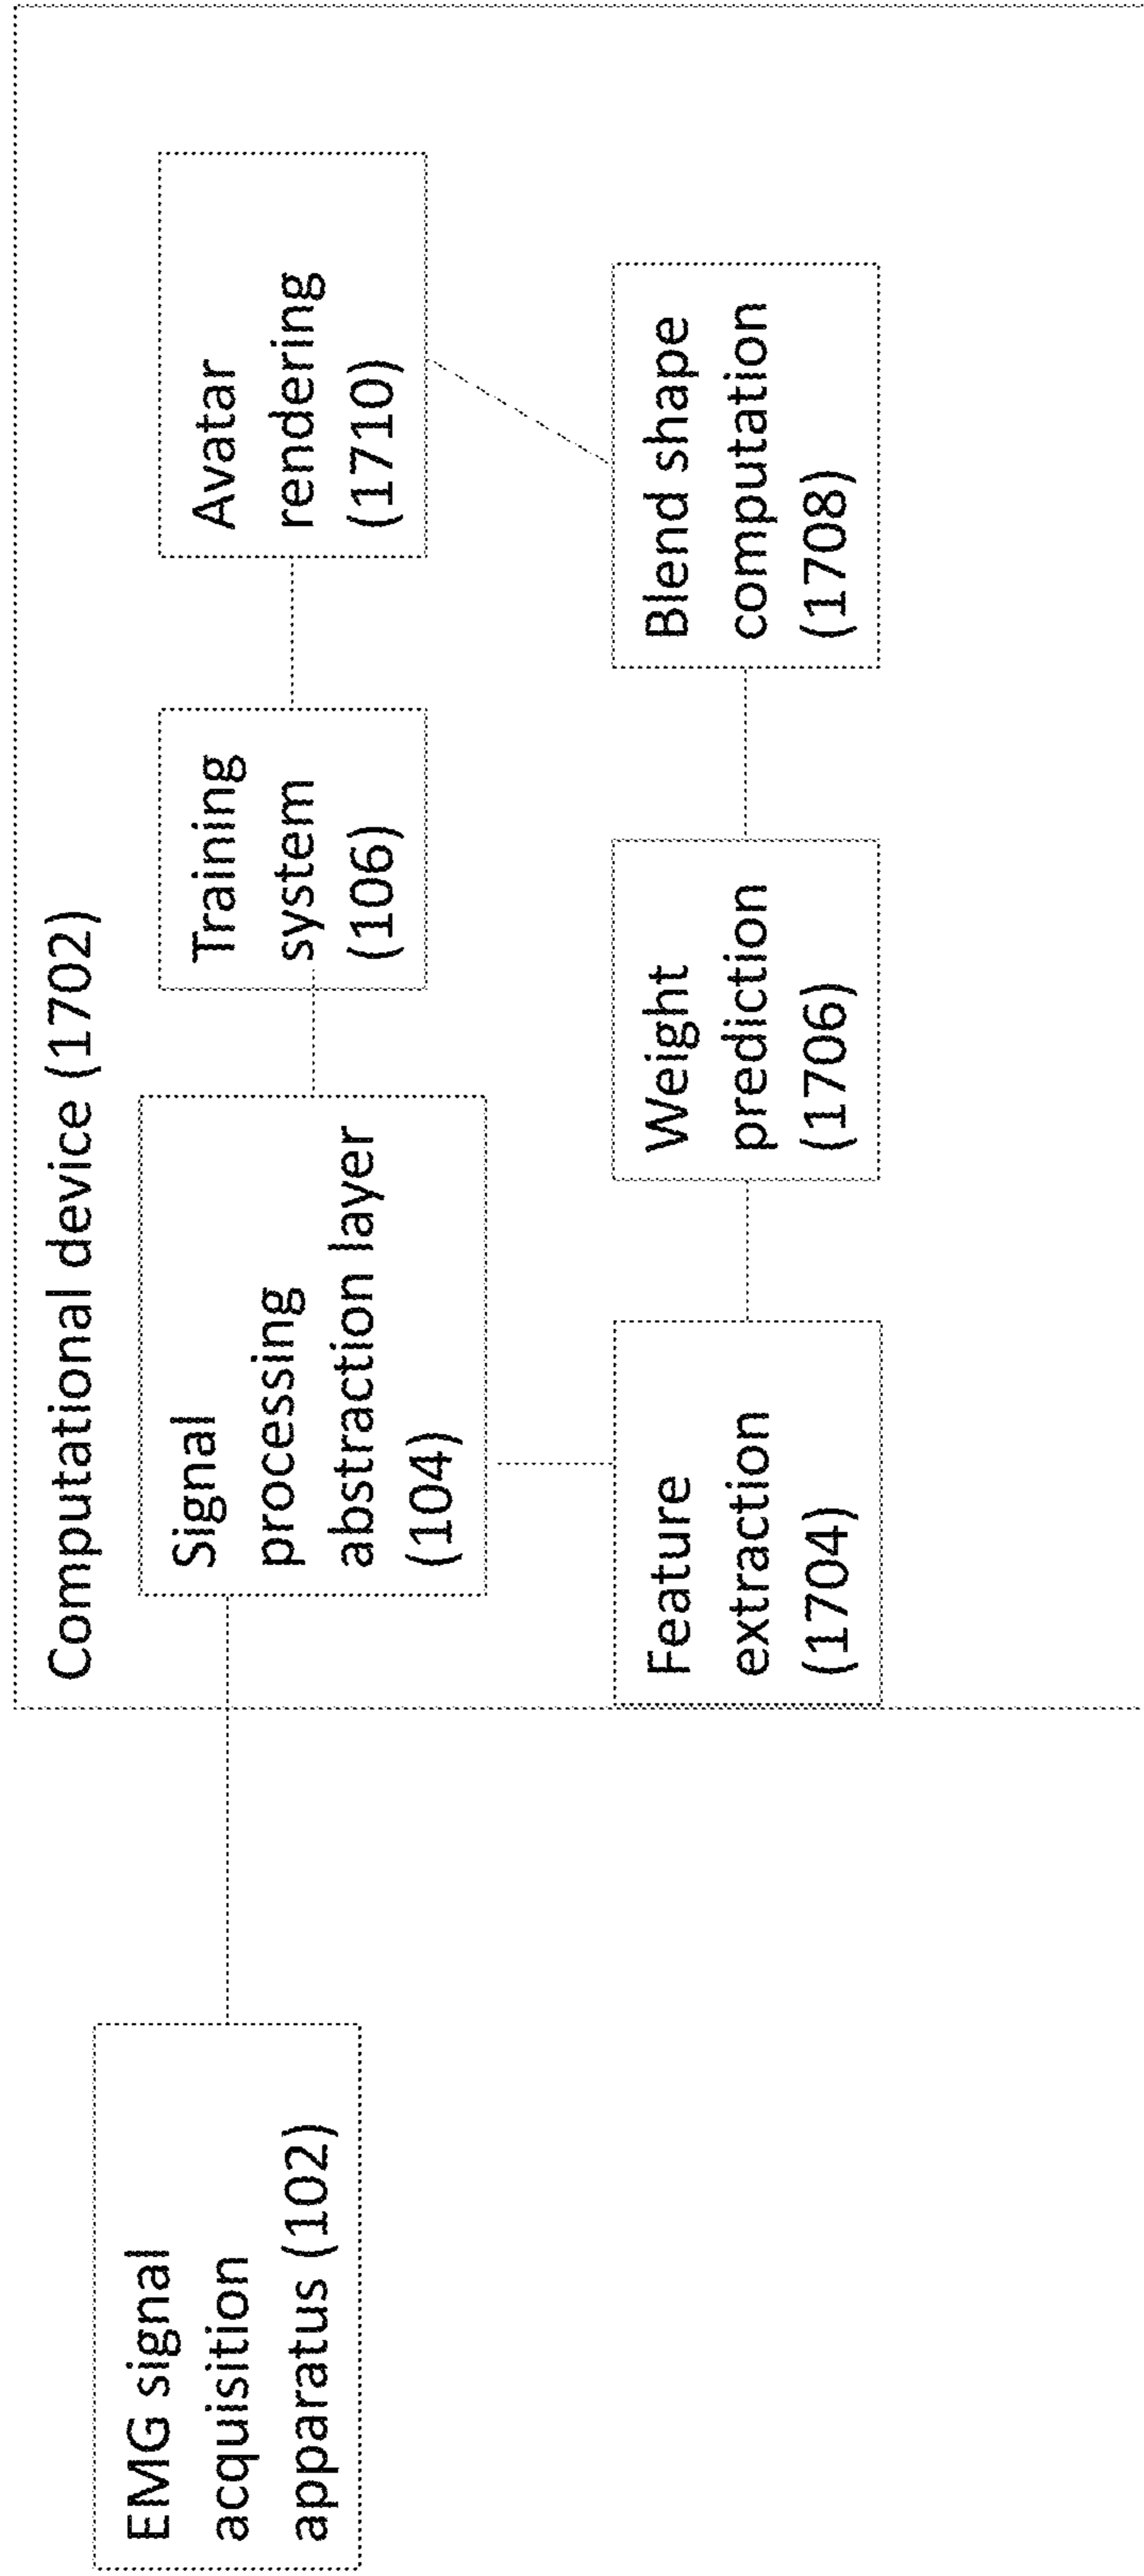 Computational device (1702)
EMG signal
acquisition
apparatus (102)
Signal
processing
abstraction layer
(104)
Training
system
(106)
Avatar
rendering
(1710)
Feature
extraction
(1704)
Weight
prediction
(1706)
Blend shape
computation
(1708)